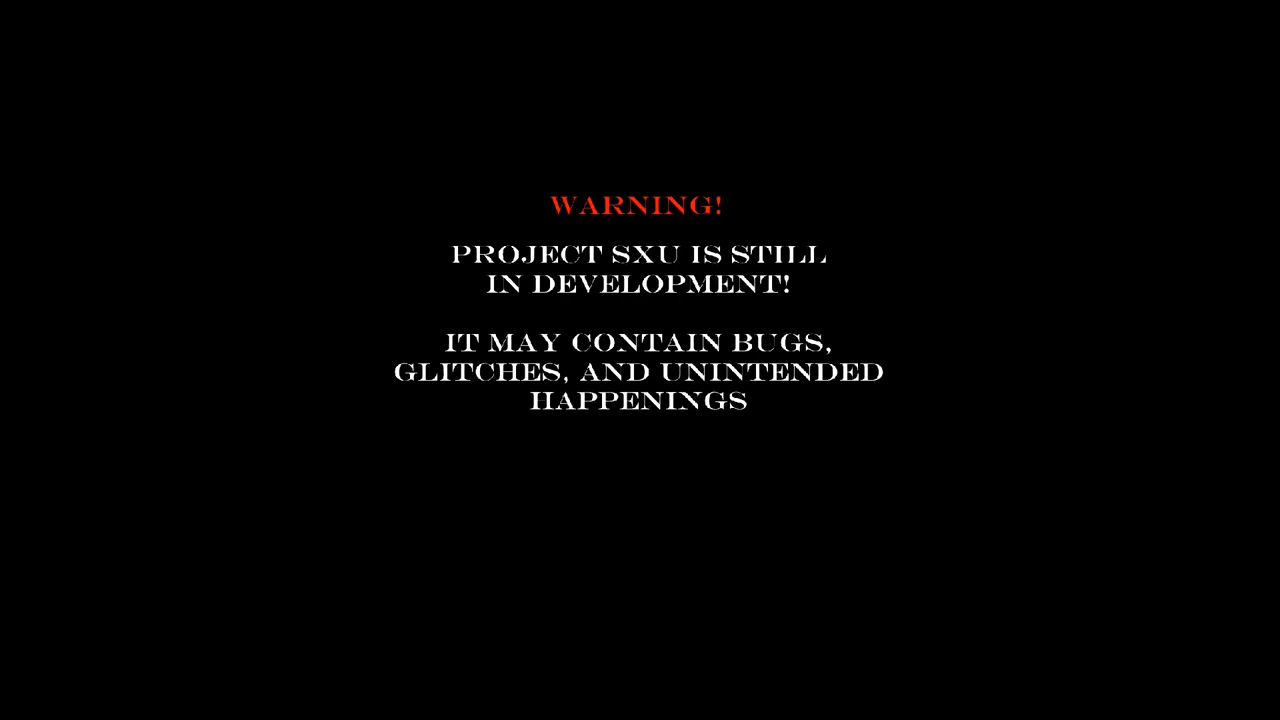 WARNING!
PROJECT SXU IS STILL
IN DEVELOPMENT!
IT MAY CONTAIN BUGS,
GLITCHES, AND UNINTENDED
HAPPENINGS